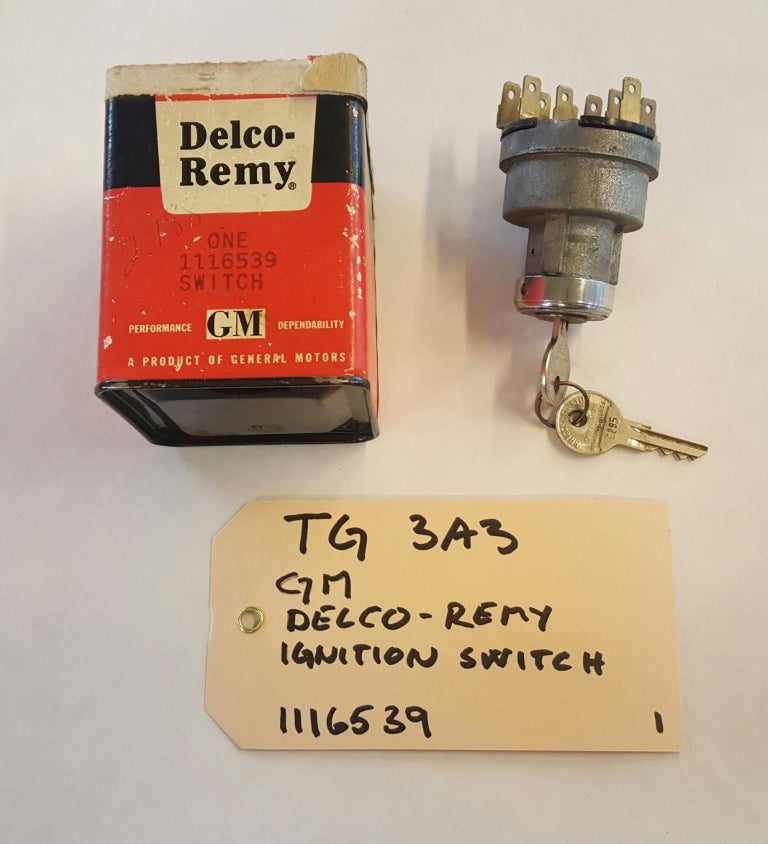 Delco-
Remy®
ONE
1116539
SWITCH
PERFORMANCE GM DEPENDABILITY
A PRODUCT OF GENERAL MOTORS
TG 3A3
GM
DELCO-REMY
IGNITION SWITCH
1116539 1